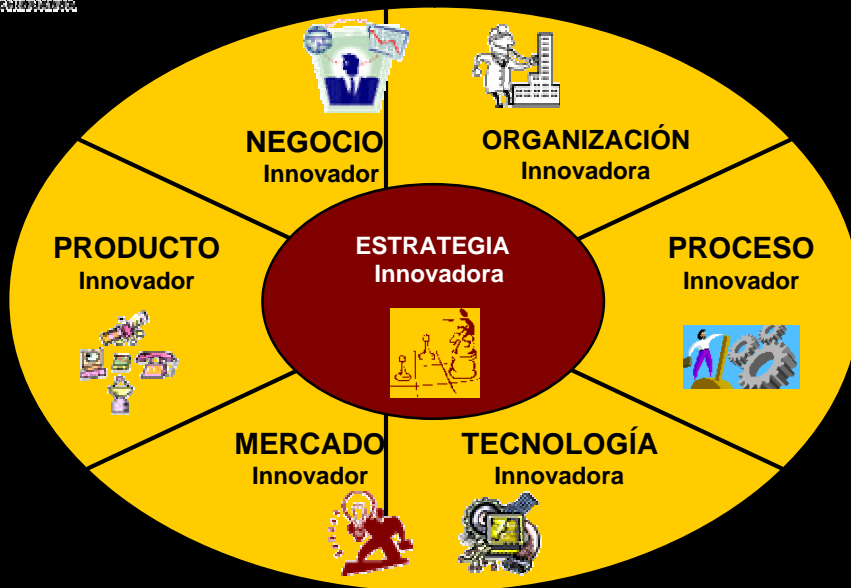 NEGOCIO
Innovador
ORGANIZACIÓN
Innovadora
PRODUCTO
Innovador
ESTRATEGIA
Innovadora
PROCESO
Innovador
MERCADO
Innovador
TECNOLOGÍA
Innovadora